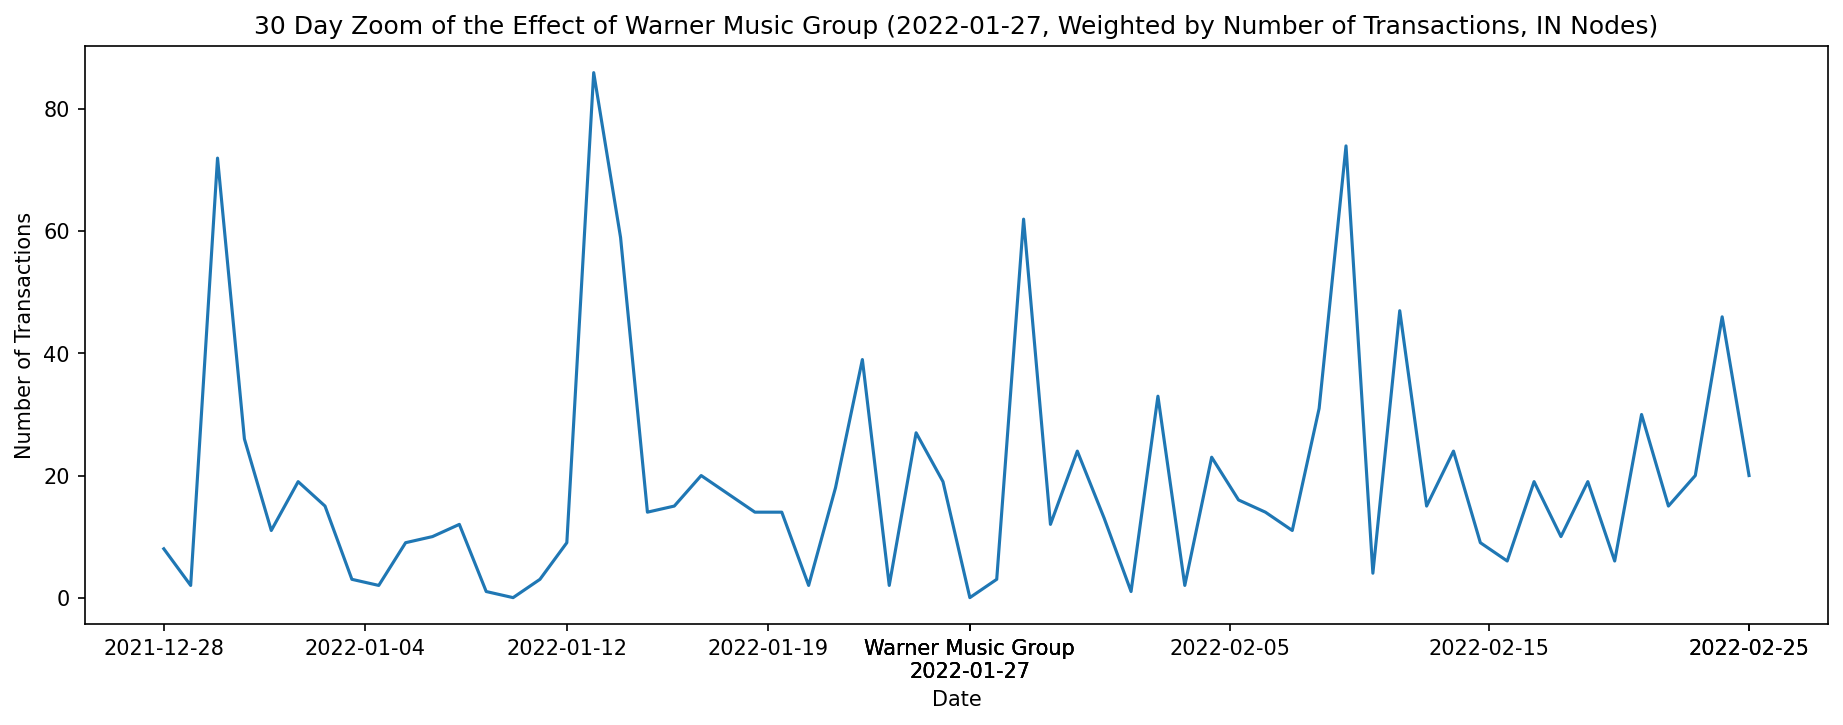 30 Day Zoom of the Effect of Warner Music Group (2022-01-27, Weighted by Number of Transactions, IN Nodes)
Number of Transactions
80
60
40
20
0
2021-12-28 2022-01-04 2022-01-12 2022-01-19 Warner Music Group 2022-02-05 2022-02-15 2022-02-25
2022-01-27
Date